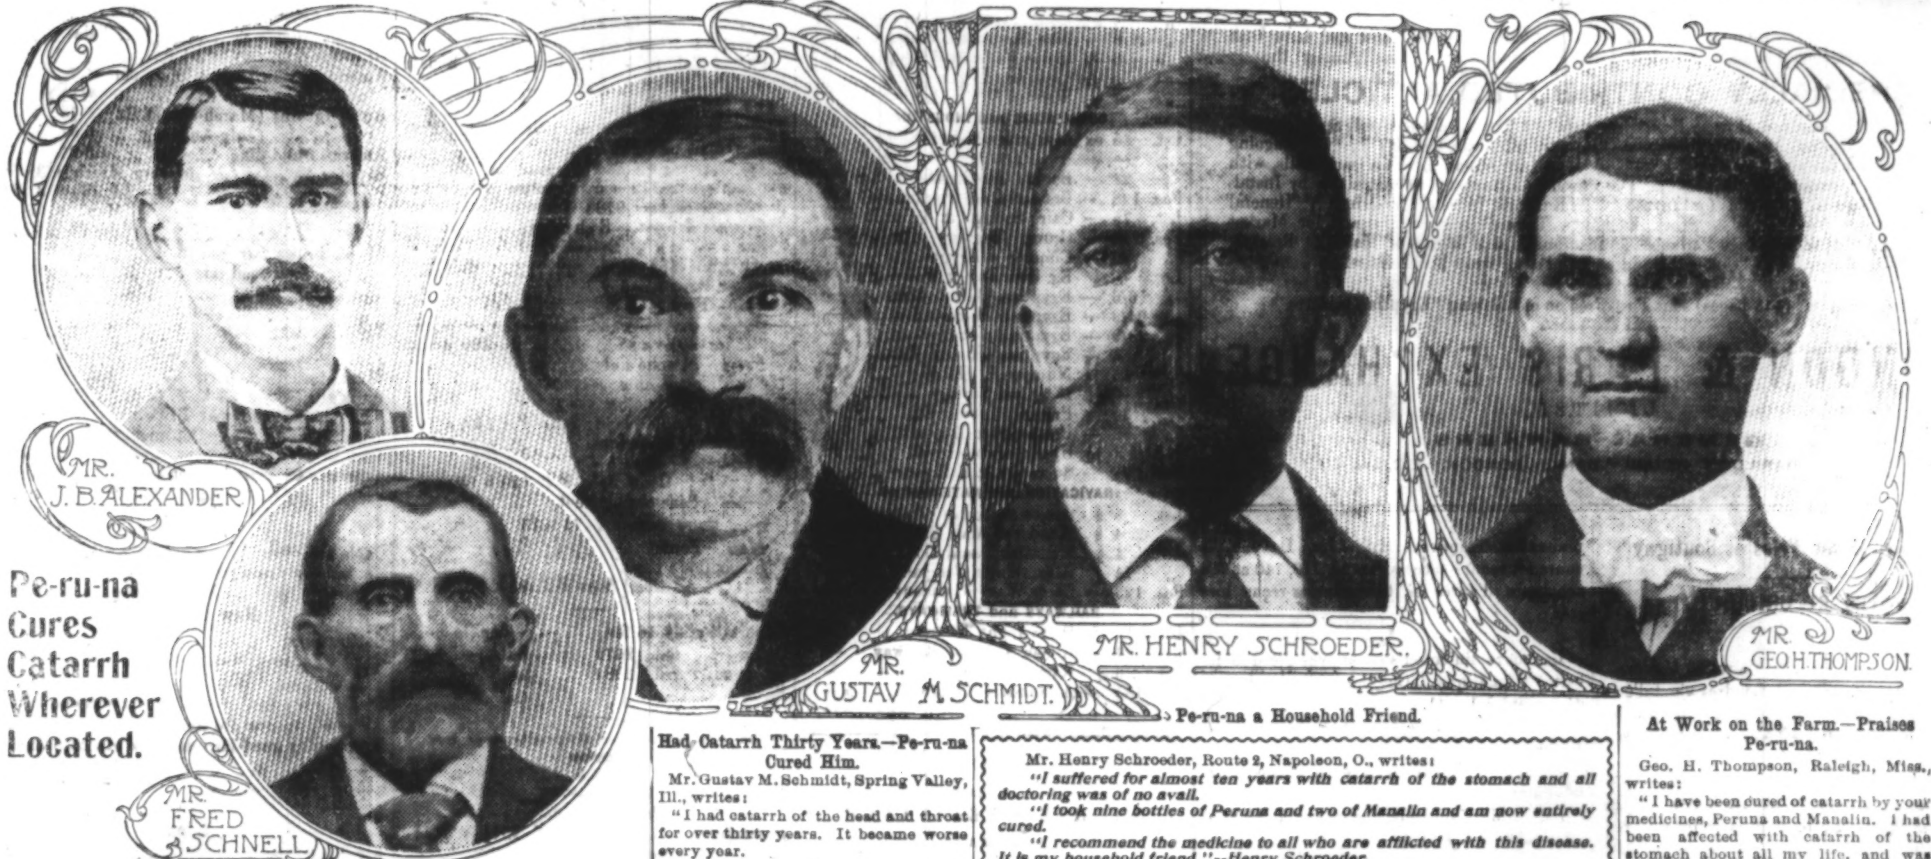 MR.
J. B. ALEXANDER
Pe-ru-na
Cures
Catarrh
Wherever
Located.
MR.
FRED
SCHNELL
MR.
GUSTAV M. SCHMIDT.
MR. HENRY SCHROEDER.
MR.
GEO. H. THOMPSON.
Had Catarrh Thirty Years.—Pe-ru-na
Cured Him.
Mr. Gustav M. Schmidt, Spring Valley,
Ill., writes:
"I had catarrh of the head and throat
for over thirty years. It became worse
every year.
Pe-ru-na a Household Friend.
Mr. Henry Schroeder, Route 2, Napoleon, O., writes:
"I suffered for almost ten years with catarrh of the stomach and all
doctoring was of no avail.
"I took nine bottles of Peruna and two of Manalin and am now entirely
cured.
"I recommend the medicine to all who are afflicted with this disease.
It is my household friend."—Henry Schroeder.
At Work on the Farm.—Praises
Pe-ru-na.
Geo. H. Thompson, Raleigh, Miss.,
writes:
"I have been cured of catarrh by your
medicines, Peruna and Manalin. I had
been affected with catarrh of the
stomach about all my life, and was